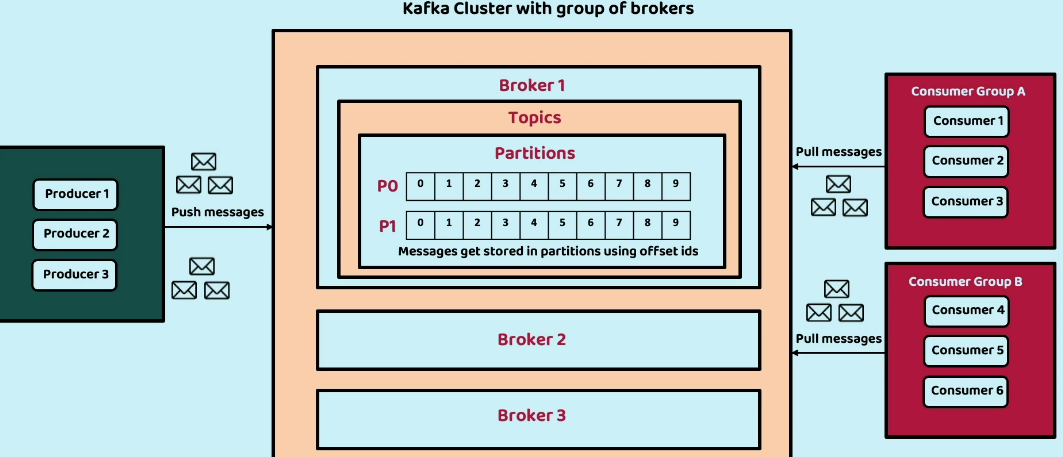 Kafka Cluster with group of brokers
Producer 1
Producer 2
Producer 3
Push messages
Broker 1
Topics
Partitions
P0 0 1 2 3 4 5 6 7 8 9
P1 0 1 2 3 4 5 6 7 8 9
Messages get stored in partitions using offset ids
Broker 2
Broker 3
Pull messages
Consumer Group A
Consumer 1
Consumer 2
Consumer 3
Pull messages
Consumer Group B
Consumer 4
Consumer 5
Consumer 6